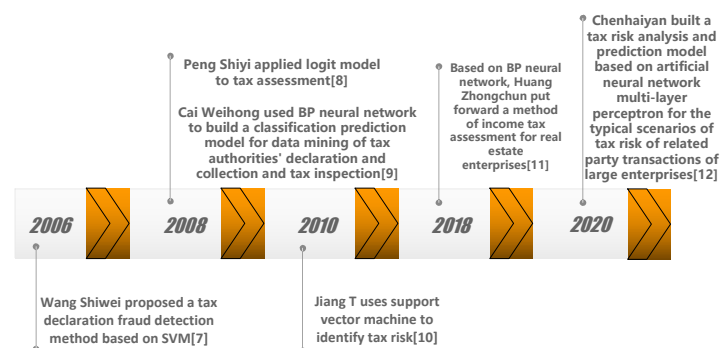 Peng Shiyi applied logit model
to tax assessment[8]
Cai Weihong used BP neural network
to build a classification prediction
model for data mining of tax
authorities' declaration and
collection and tax inspection[9]
Based on BP neural
network, Huang
Zhongchun put
forward a method
of income tax
assessment for real
estate
enterprises[11]
Chenhaiyan built a
tax risk analysis and
prediction model
based on artificial
neural network
multi-layer
perceptron for the
typical scenarios of
tax risk of related
party transactions of
large enterprises[12]
2006
2008
2010
2018
2020
Wang Shiwei proposed a tax
declaration fraud detection
method based on SVM[7]
Jiang T uses support
vector machine to
identify tax risk[10]